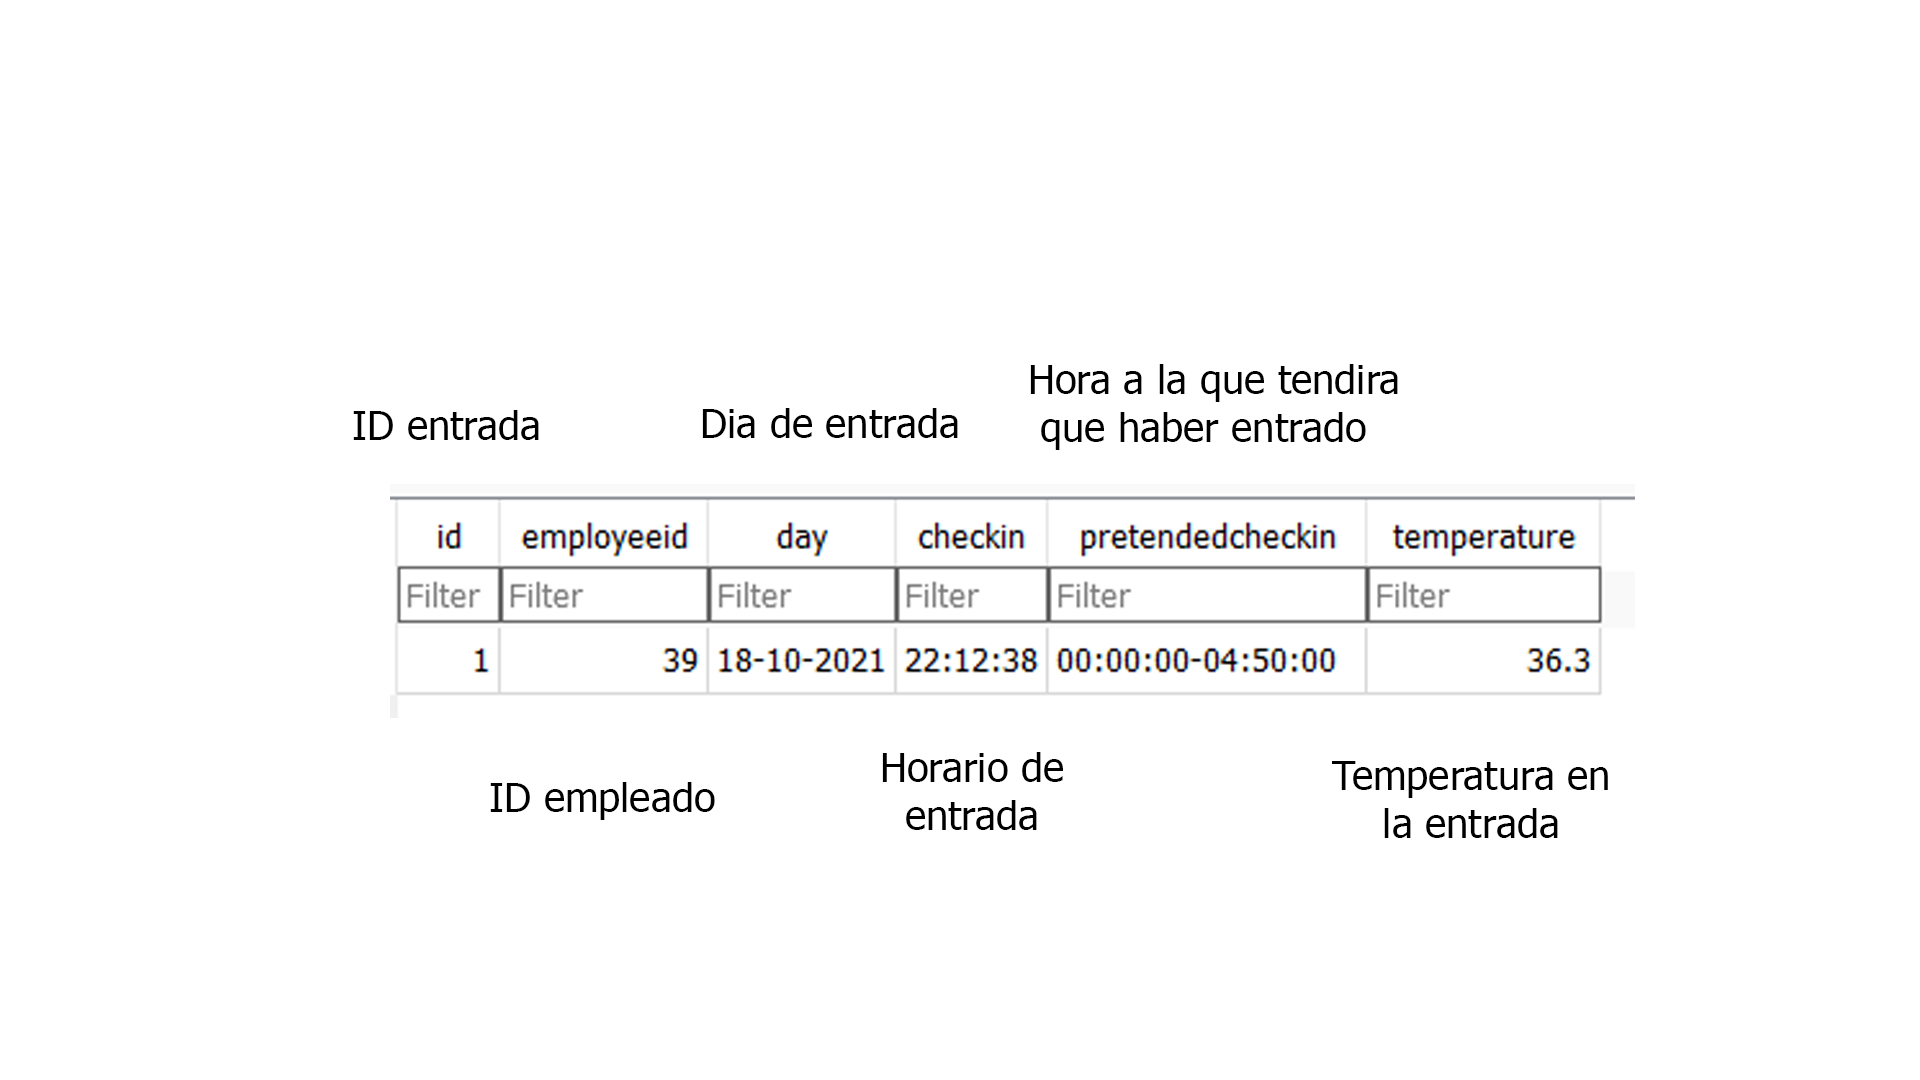 Hora a la que tendira
que haber entrado
ID entrada
Dia de entrada
id employeeid day checkin pretendedcheckin temperature
Filter Filter Filter Filter Filter Filter
1 39 18-10-2021 22:12:38 00:00:00-04:50:00 36.3
ID empleado
Horario de
entrada
Temperatura en
la entrada